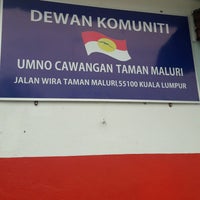 DEWAN KOMUNITI
UMNO CAWANGAN TAMAN MALURI
JALAN WIRA TAMAN MALURI,55100 KUALA LUMPUR